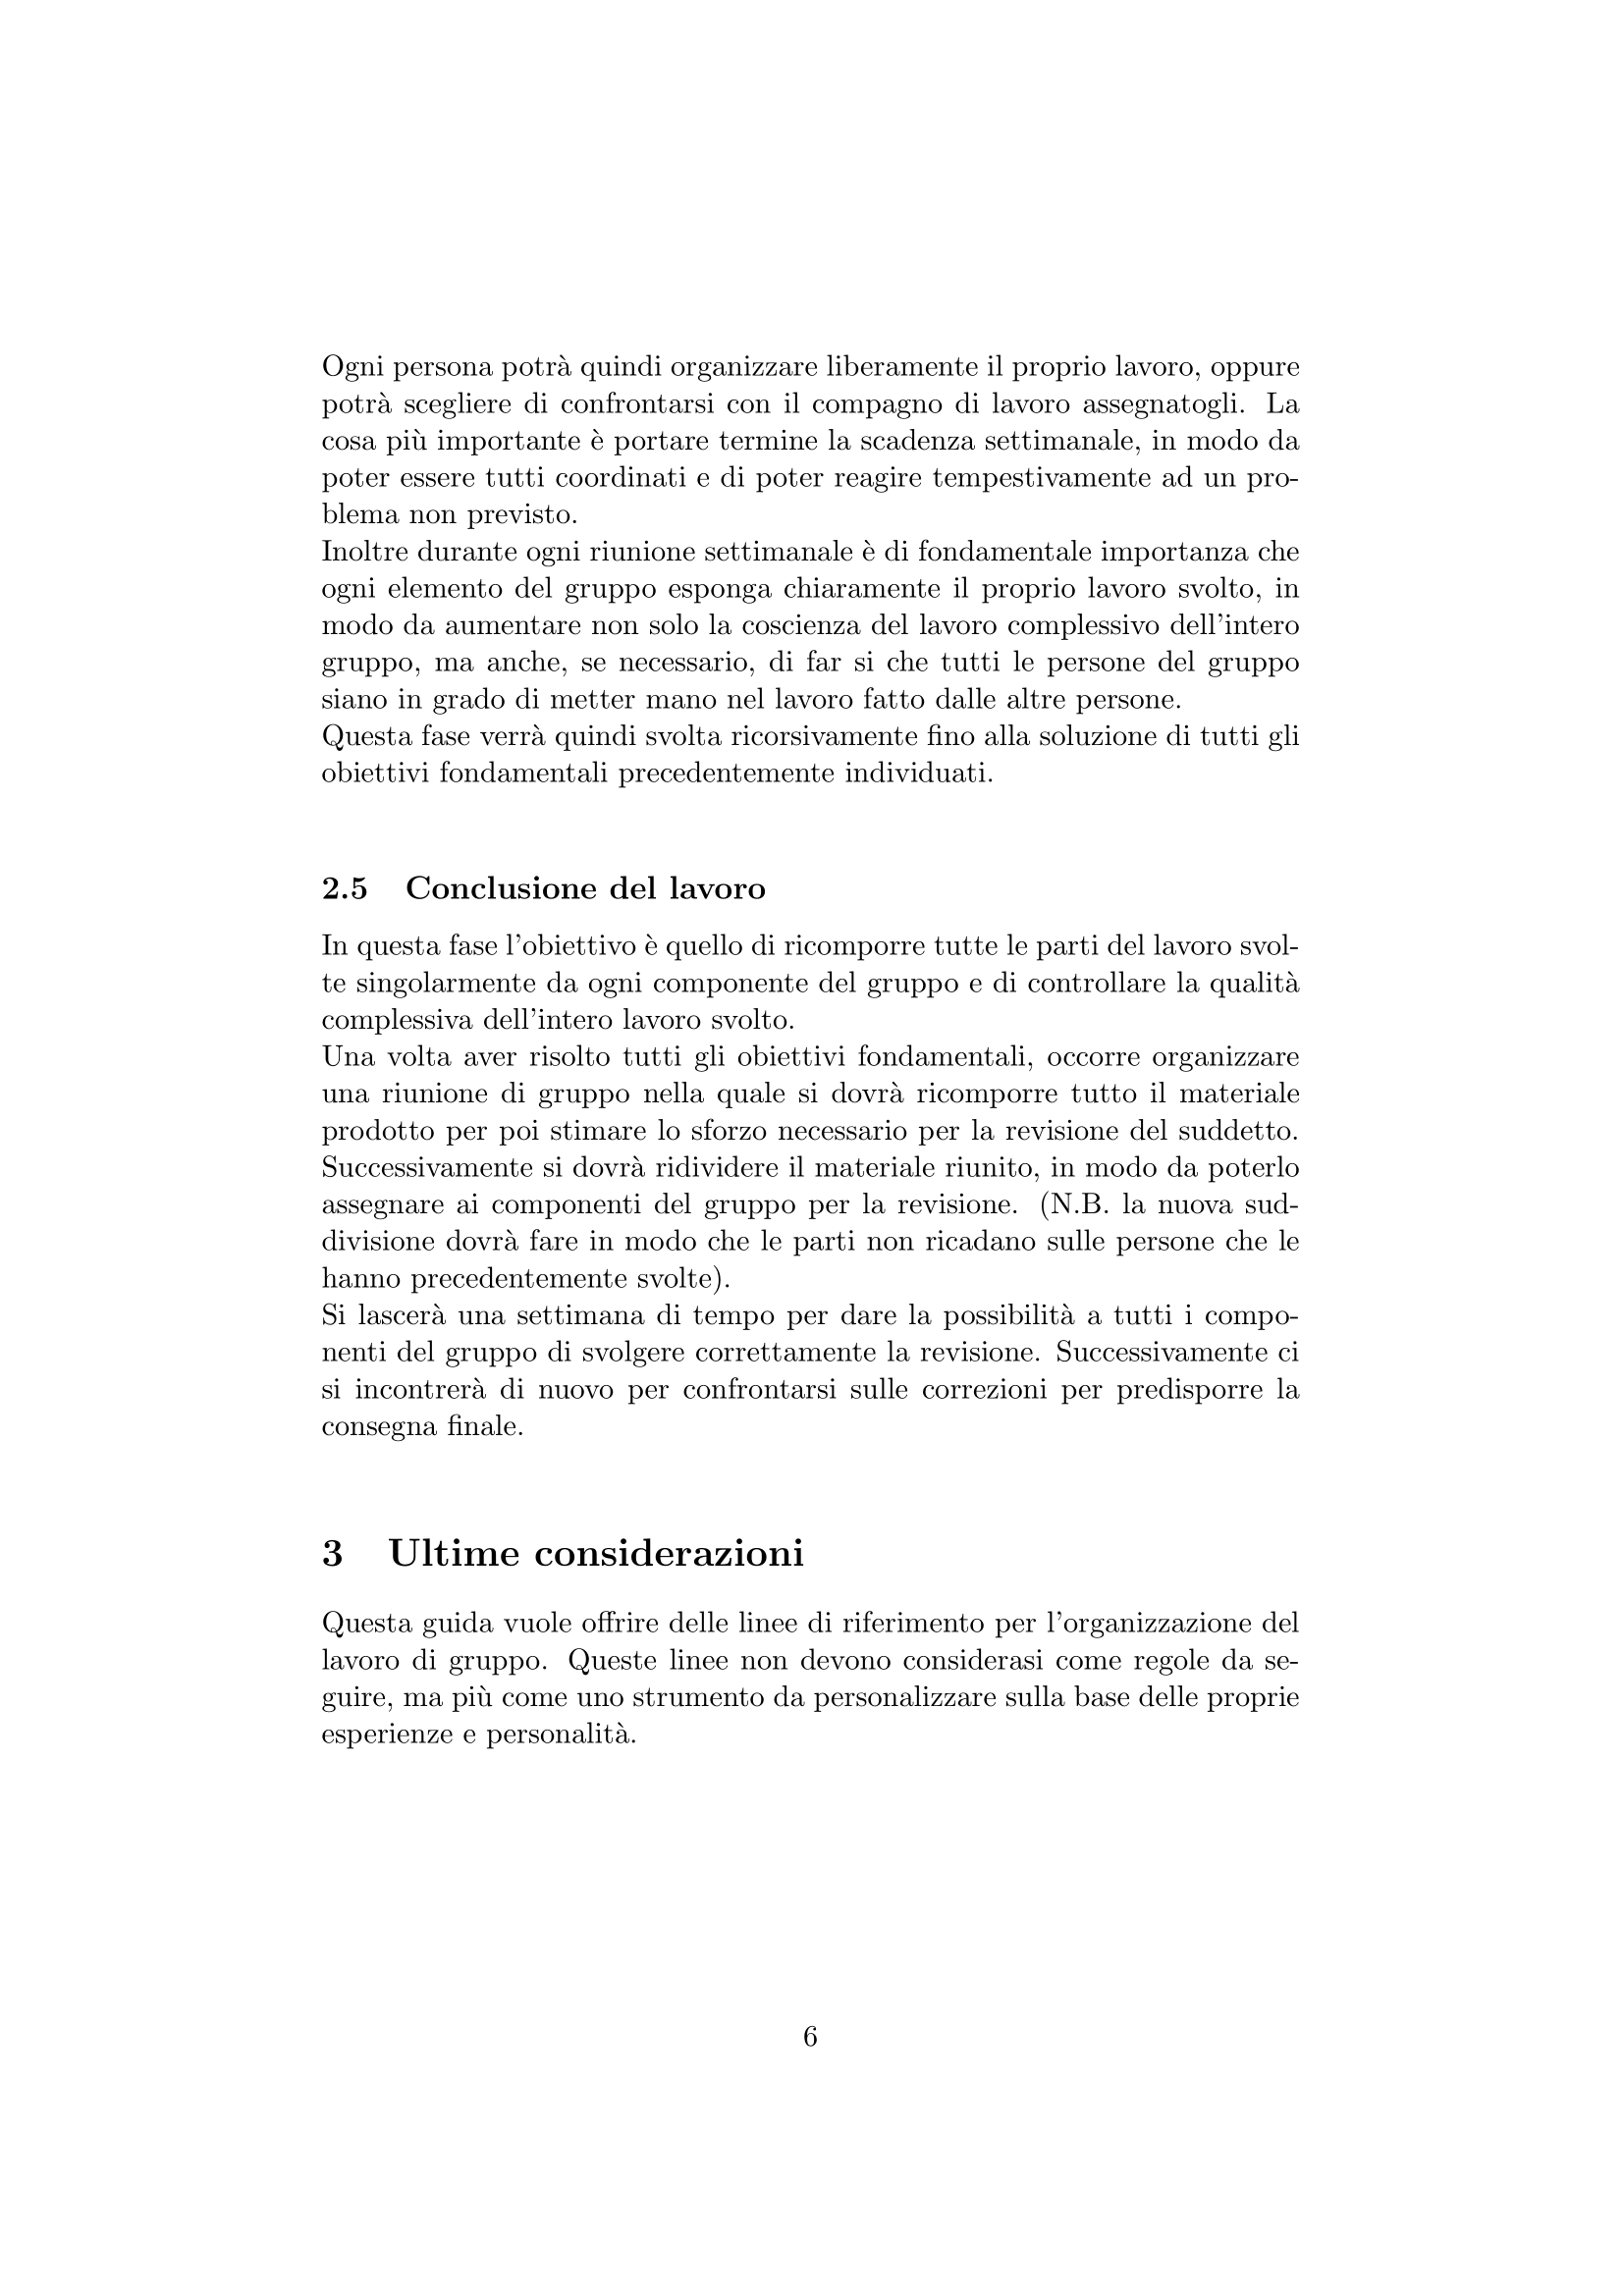 Ogni persona potrà quindi organizzare liberamente il proprio lavoro, oppure
potrà scegliere di confrontarsi con il compagno di lavoro assegnatogli. La
cosa più importante è portare termine la scadenza settimanale, in modo da
poter essere tutti coordinati e di poter reagire tempestivamente ad un pro-
blema non previsto.
Inoltre durante ogni riunione settimanale è di fondamentale importanza che
ogni elemento del gruppo esponga chiaramente il proprio lavoro svolto, in
modo da aumentare non solo la coscienza del lavoro complessivo dell'intero
gruppo, ma anche, se necessario, di far si che tutti le persone del gruppo
siano in grado di metter mano nel lavoro fatto dalle altre persone.
Questa fase verrà quindi svolta ricorsivamente fino alla soluzione di tutti gli
obiettivi fondamentali precedentemente individuati.
2.5 Conclusione del lavoro
In questa fase l'obiettivo è quello di ricomporre tutte le parti del lavoro svol-
te singolarmente da ogni componente del gruppo e di controllare la qualità
complessiva dell'intero lavoro svolto.
Una volta aver risolto tutti gli obiettivi fondamentali, occorre organizzare
una riunione di gruppo nella quale si dovrà ricomporre tutto il materiale
prodotto per poi stimare lo sforzo necessario per la revisione del suddetto.
Successivamente si dovrà ridividere il materiale riunito, in modo da poterlo
assegnare ai componenti del gruppo per la revisione. (N.B. la nuova sud-
divisione dovrà fare in modo che le parti non ricadano sulle persone che le
hanno precedentemente svolte).
Si lascerà una settimana di tempo per dare la possibilità a tutti i compo-
nenti del gruppo di svolgere correttamente la revisione. Successivamente ci
si incontrerà di nuovo per confrontarsi sulle correzioni per predisporre la
consegna finale.
3 Ultime considerazioni
Questa guida vuole offrire delle linee di riferimento per l'organizzazione del
lavoro di gruppo. Queste linee non devono considerasi come regole da se-
guire, ma più come uno strumento da personalizzare sulla base delle proprie
esperienze e personalità.
6